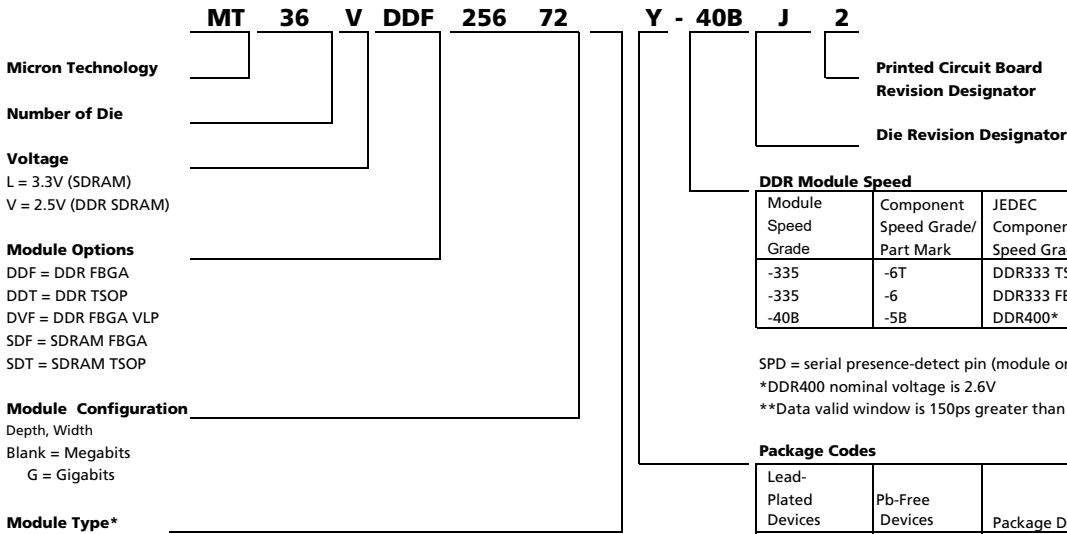 MT 36 V DDF 256 72 Y - 40B J 2
Micron Technology
Number of Die
Voltage
L = 3.3V (SDRAM)
V = 2.5V (DDR SDRAM)
Module Options
DDF = DDR FBGA
DDT = DDR TSOP
DVF = DDR FBGA VLP
SDF = SDRAM FBGA
SDT = SDRAM TSOP
Module Configuration
Depth, Width
Blank = Megabits
G = Gigabits
Module Type*
Printed Circuit Board
Revision Designator
Die Revision Designator
DDR Module Speed
Module Component JEDEC
Speed Speed Grade/
Grade Part Mark Speed
-335 -6T DDR333
-335 -6 DDR333
-40B -5B DDR400*
SPD = serial presence-detect pin (module
*DDR400 nominal voltage is 2.6V
**Data valid window is 150ps greater than
Package Codes
Lead-
Plated Pb-Free
Devices Devices Package